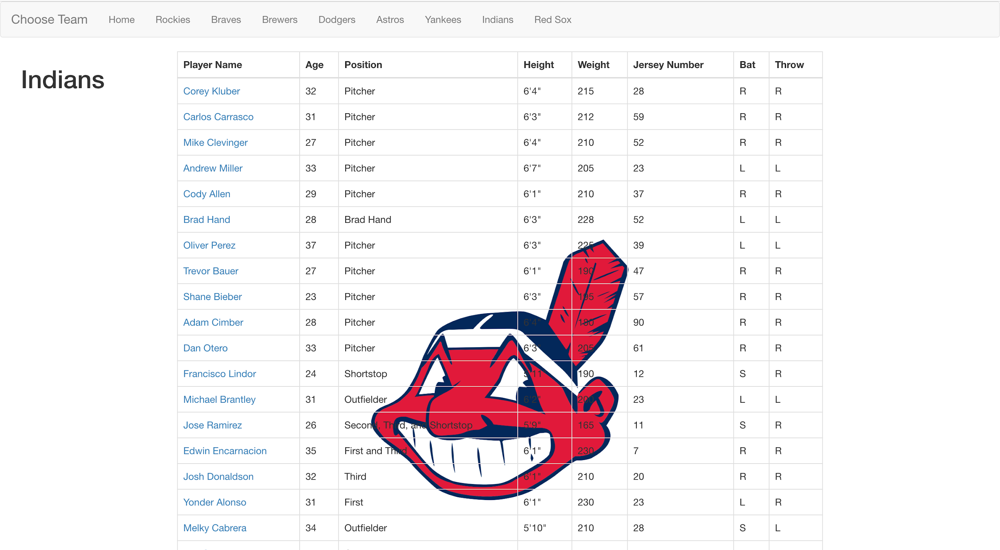 Choose Team Home Rockies Braves Brewers Dodgers Astros Yankees Indians Red Sox
Indians
Player Name Age Position Height Weight Jersey Number Bat Throw
Corey Kluber 32 Pitcher 6'4" 215 28 R R
Carlos Carrasco 31 Pitcher 6'3" 212 59 R R
Mike Clevinger 27 Pitcher 6'4" 210 52 R R
Andrew Miller 33 Pitcher 6'7" 205 23 L L
Cody Allen 29 Pitcher 6'1" 210 37 R R
Brad Hand 28 Brad Hand 6'3" 228 52 L L
Oliver Perez 37 Pitcher 6'3" 225 39 L L
Trevor Bauer 27 Pitcher 6'1" 190 47 R R
Shane Bieber 23 Pitcher 6'3" 195 57 R R
Adam Cimber 28 Pitcher 6'4" 180 90 R R
Dan Otero 33 Pitcher 6'3" 205 61 R R
Francisco Lindor 24 Shortstop 5'11" 190 12 S R
Michael Brantley 31 Outfielder 6'2" 200 23 L L
Jose Ramirez 26 Second, Third, and Shortstop 5'9" 165 11 S R
Edwin Encarnacion 35 First and Third 6'1" 230 7 R R
Josh Donaldson 32 Third 6'1" 210 20 R R
Yonder Alonso 31 First 6'1" 230 23 L R
Melky Cabrera 34 Outfielder 5'10" 210 28 S L